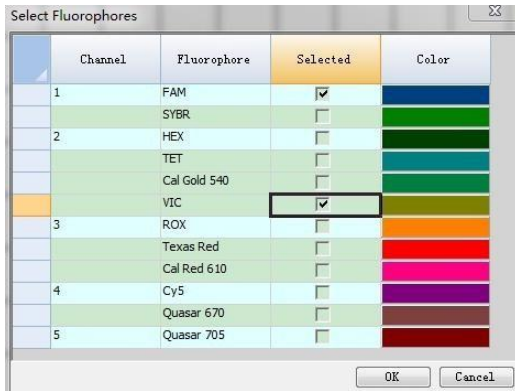 Select Fluorophores
Channel Fluorophore Selected Color
1 FAM
SYBR
2 HEX
TET
Cal Gold 540
VIC
3 ROX
Texas Red
Cal Red 610
4 Cy5
Quasar 670
5 Quasar 705
OK Cancel